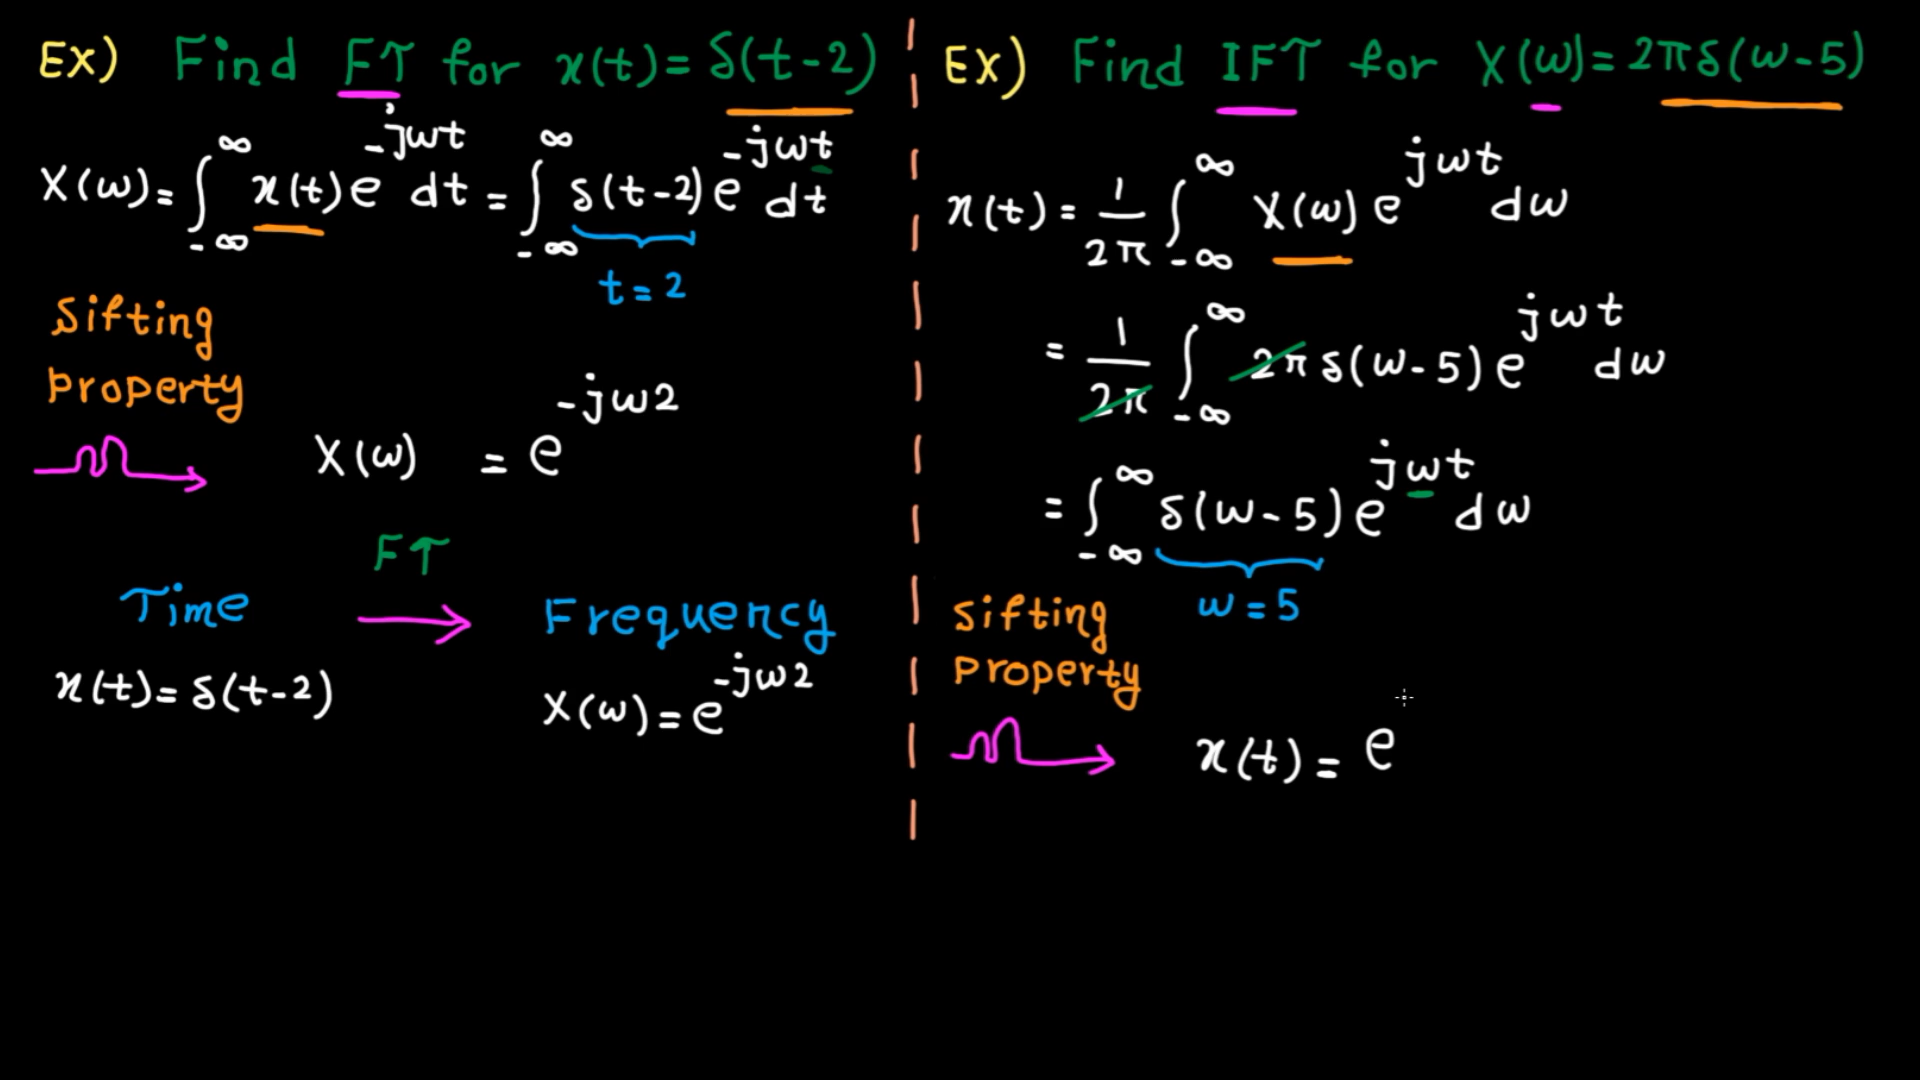 Ex) Find FT for x(t) = δ(t-2)
X(ω) = ∫_{-∞}^{∞} x(t) e^{-jωt} dt = ∫_{-∞}^{∞} δ(t-2) e^{-jωt} dt
t = 2
Sifting
Property
X(ω) = e^{-jω2}
FT
Time → Frequency
x(t) = δ(t-2)
X(ω) = e^{-jω2}
Ex) Find IFT for X(ω) = 2πδ(ω-5)
x(t) = 1/2π ∫_{-∞}^{∞} X(ω) e^{jωt} dω
= 1/2π ∫_{-∞}^{∞} 2π δ(ω-5) e^{jωt} dω
= ∫_{-∞}^{∞} δ(ω-5) e^{jωt} dω
ω = 5
Sifting
Property
x(t) = e